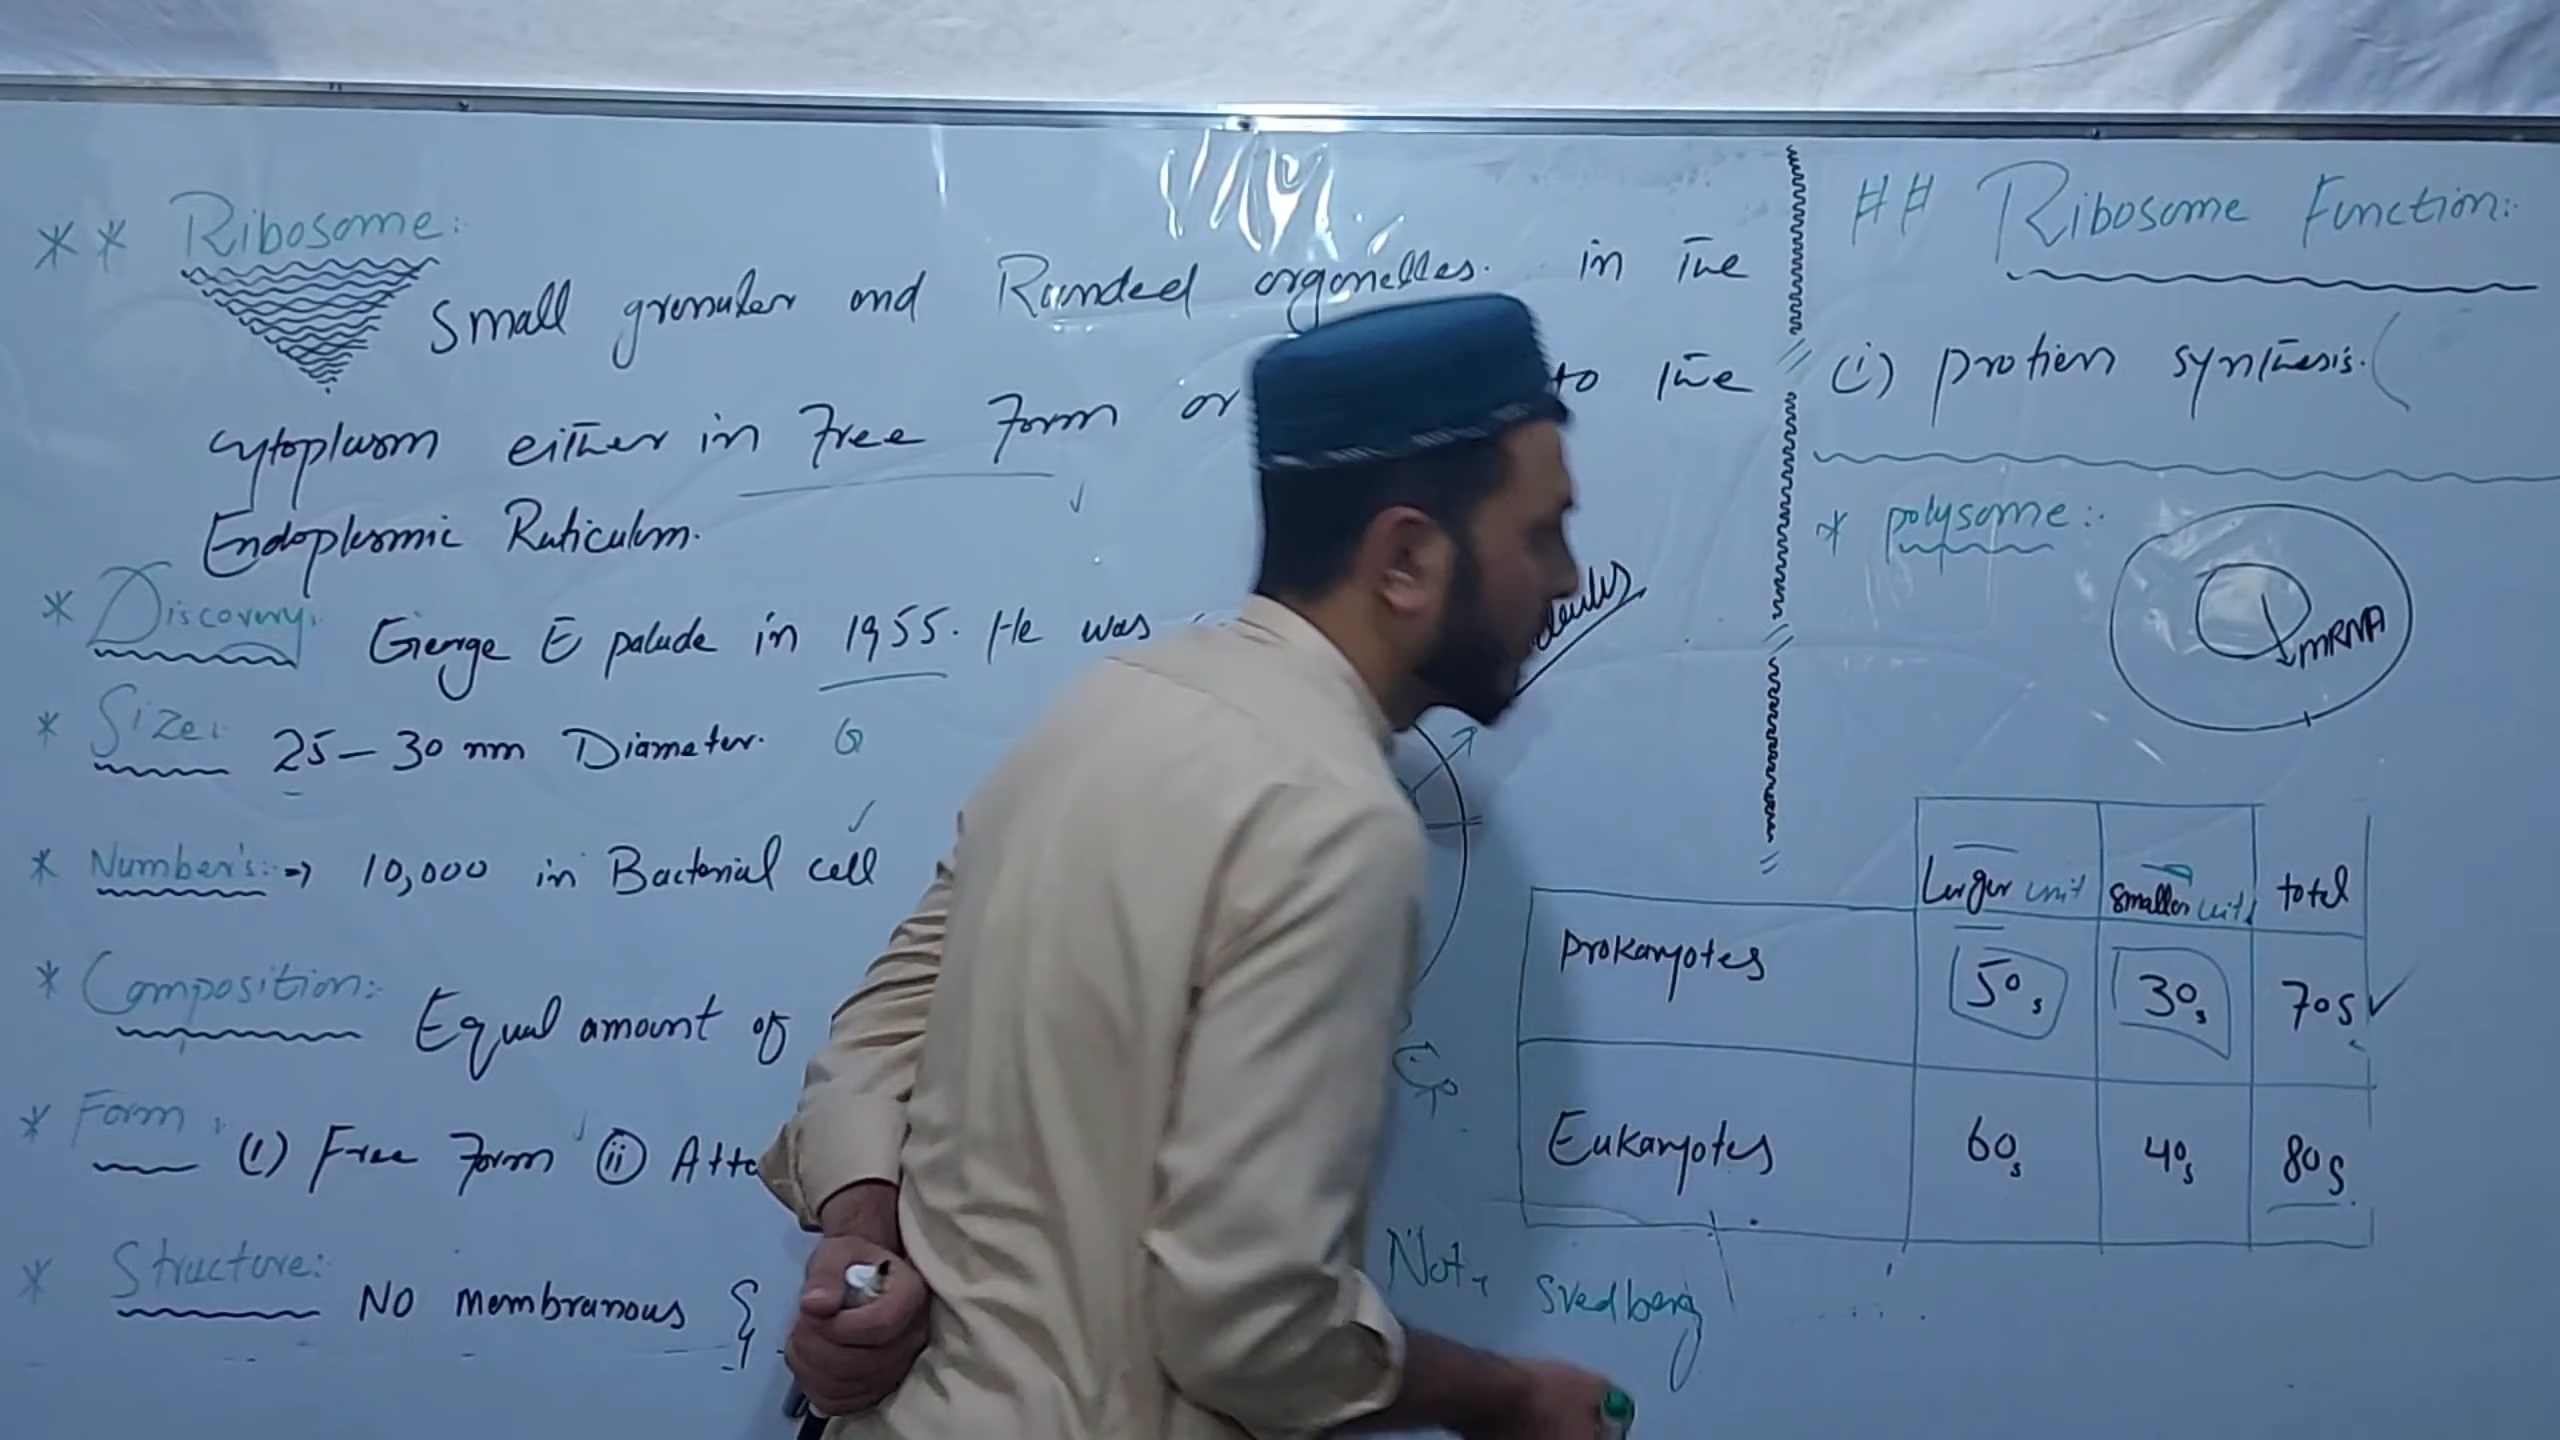 ** Ribosome:
Small granular and Rounded organelles. in the
cytoplasm either in Free Form or to the
Endoplasmic Ruticulum.
* Discovery: George E palade in 1955. He was
* Size: 25-30 nm Diameter.
* Number's:-> 10,000 in Bacterial cell
* Composition: Equal amount of
* Form: (i) Free Form (ii) Atta
* Structure: No membranous {
## Ribosome Function:
(i) protien synthesis. (
* polysome:
mRNA
Larger unit smaller unit total
Prokaryotes 50s 30s 70s
Eukaryotes 60s 40s 80s
Svedberg